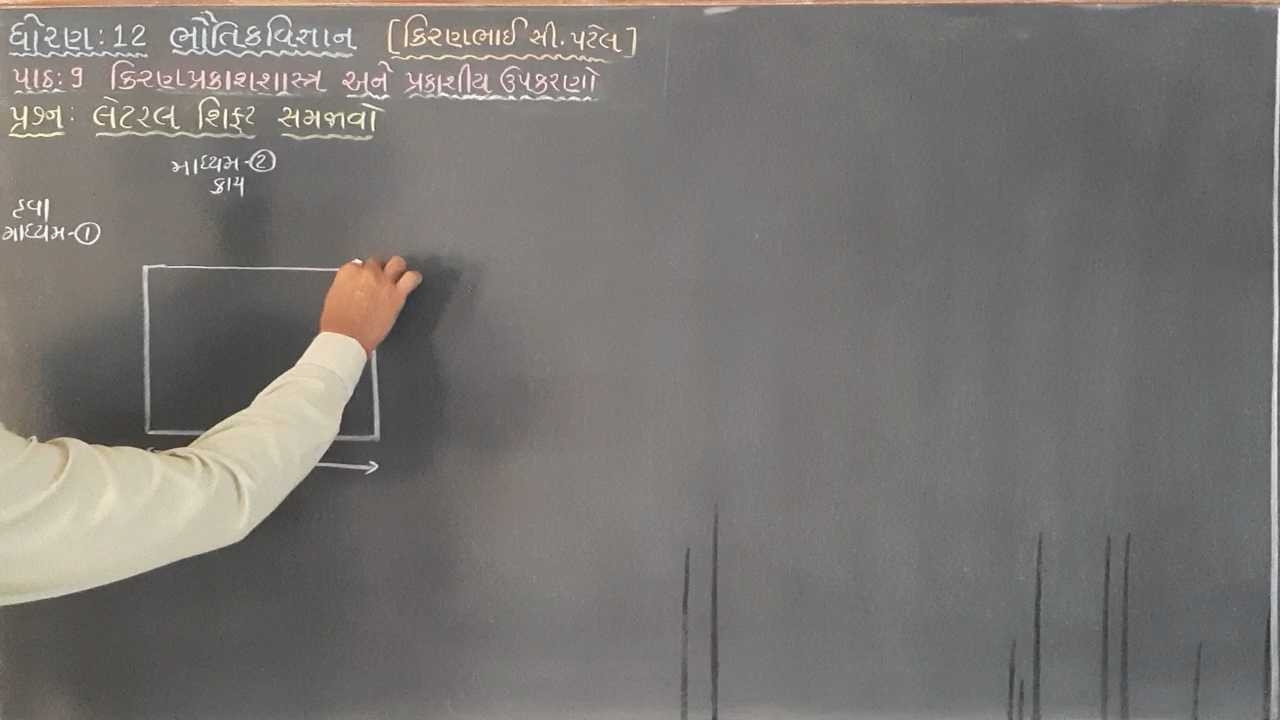 ધોરણ: 12 ભૌતિકવિજ્ઞાન [કિરણભાઈ સી. પટેલ]
પાઠ: 9 કિરણપ્રકાશશાસ્ત્ર અને પ્રકાશીય ઉપકરણો
પ્રશ્ન: લેટરલ શિફ્ટ સમજાવો
માધ્યમ-②
કાચ
હવા
માધ્યમ-①